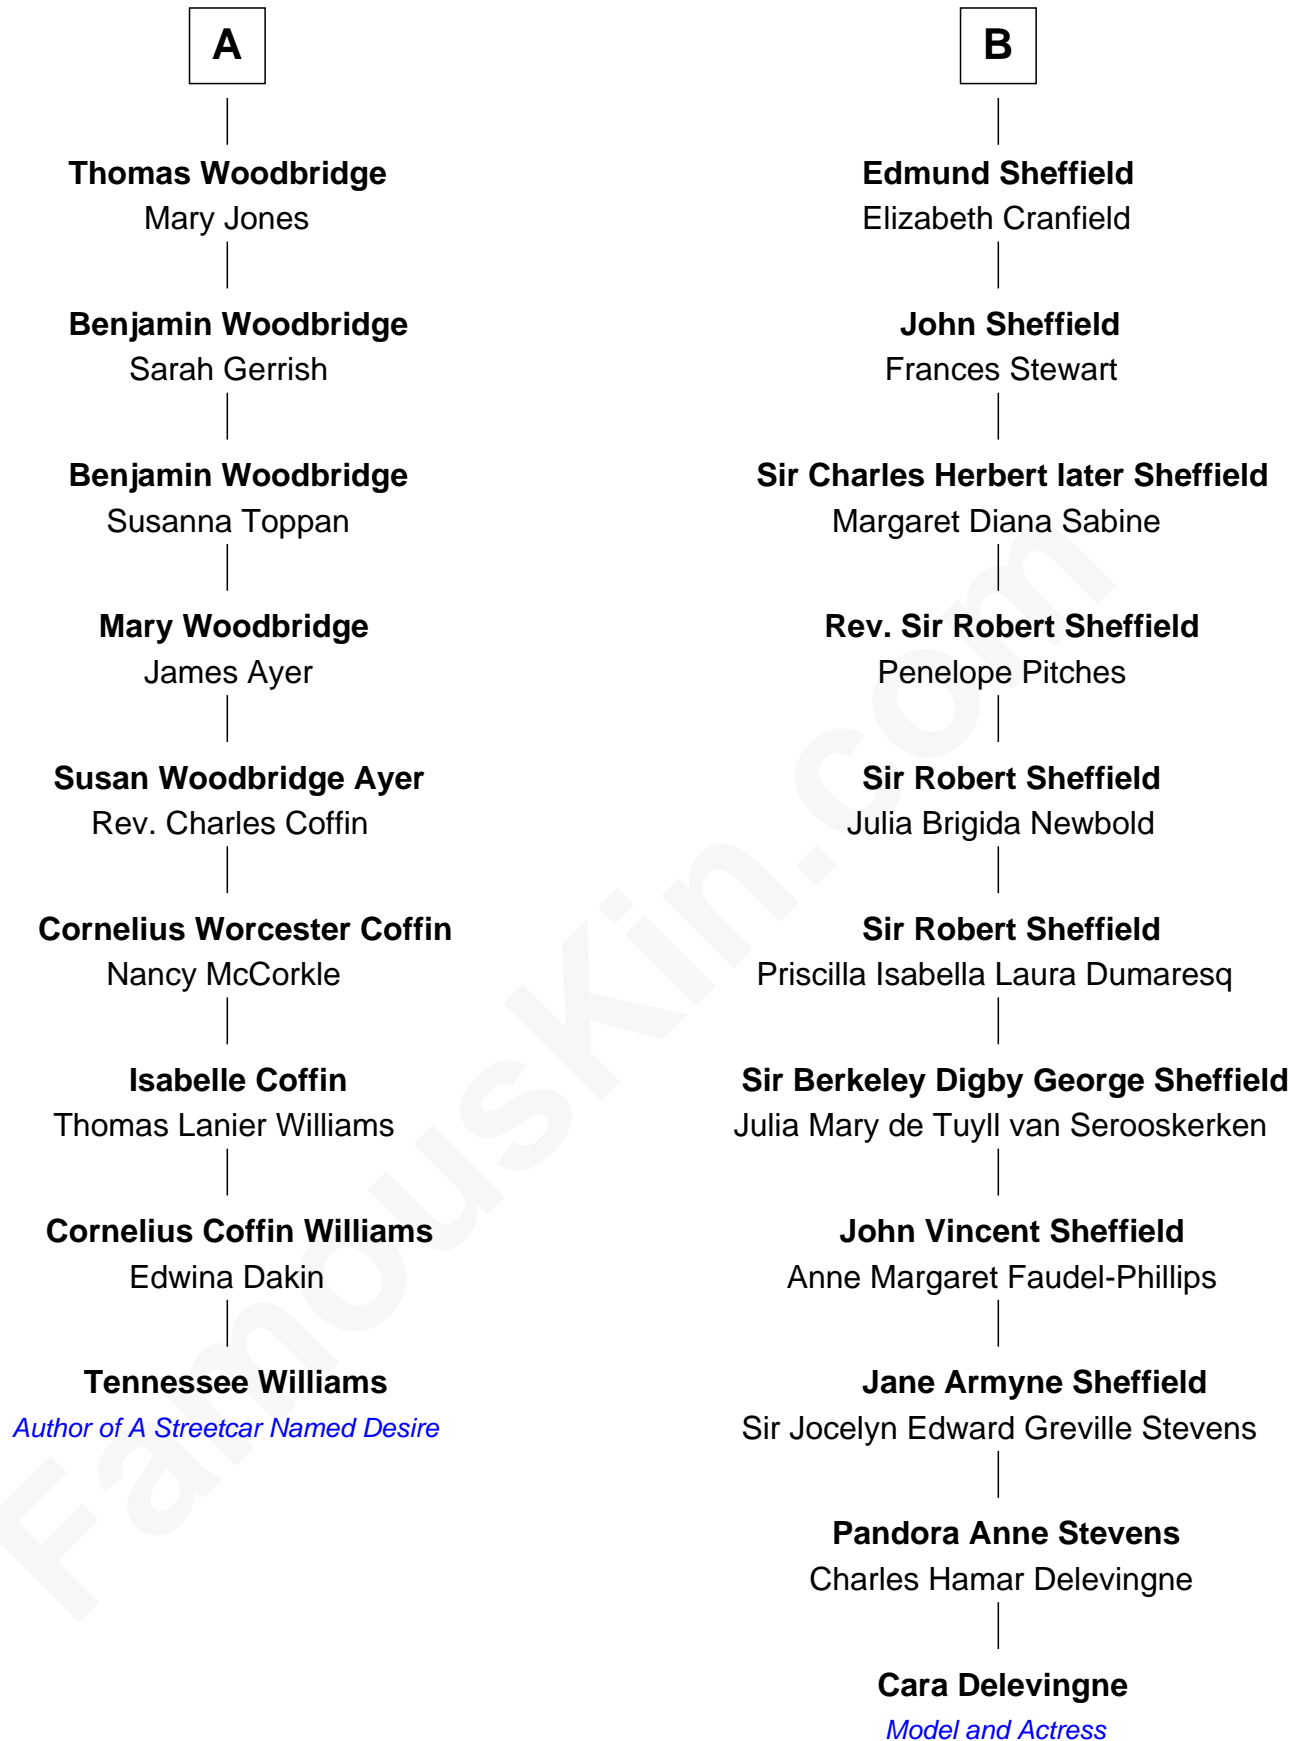 A
Thomas Woodbridge
Mary Jones
Benjamin Woodbridge
Sarah Gerrish
Benjamin Woodbridge
Susanna Toppan
Mary Woodbridge
James Ayer
Susan Woodbridge Ayer
Rev. Charles Coffin
Cornelius Worcester Coffin
Nancy McCorkle
Isabelle Coffin
Thomas Lanier Williams
Cornelius Coffin Williams
Edwina Dakin
Tennessee Williams
Author of A Streetcar Named Desire
B
Edmund Sheffield
Elizabeth Cranfield
John Sheffield
Frances Stewart
Sir Charles Herbert later Sheffield
Margaret Diana Sabine
Rev. Sir Robert Sheffield
Penelope Pitches
Sir Robert Sheffield
Julia Brigida Newbold
Sir Robert Sheffield
Priscilla Isabella Laura Dumaresq
Sir Berkeley Digby George Sheffield
Julia Mary de Tuyll van Serooskerken
John Vincent Sheffield
Anne Margaret Faudel-Phillips
Jane Armyne Sheffield
Sir Jocelyn Edward Greville Stevens
Pandora Anne Stevens
Charles Hamar Delevingne
Cara Delevingne
Model and Actress
FamousKin.com